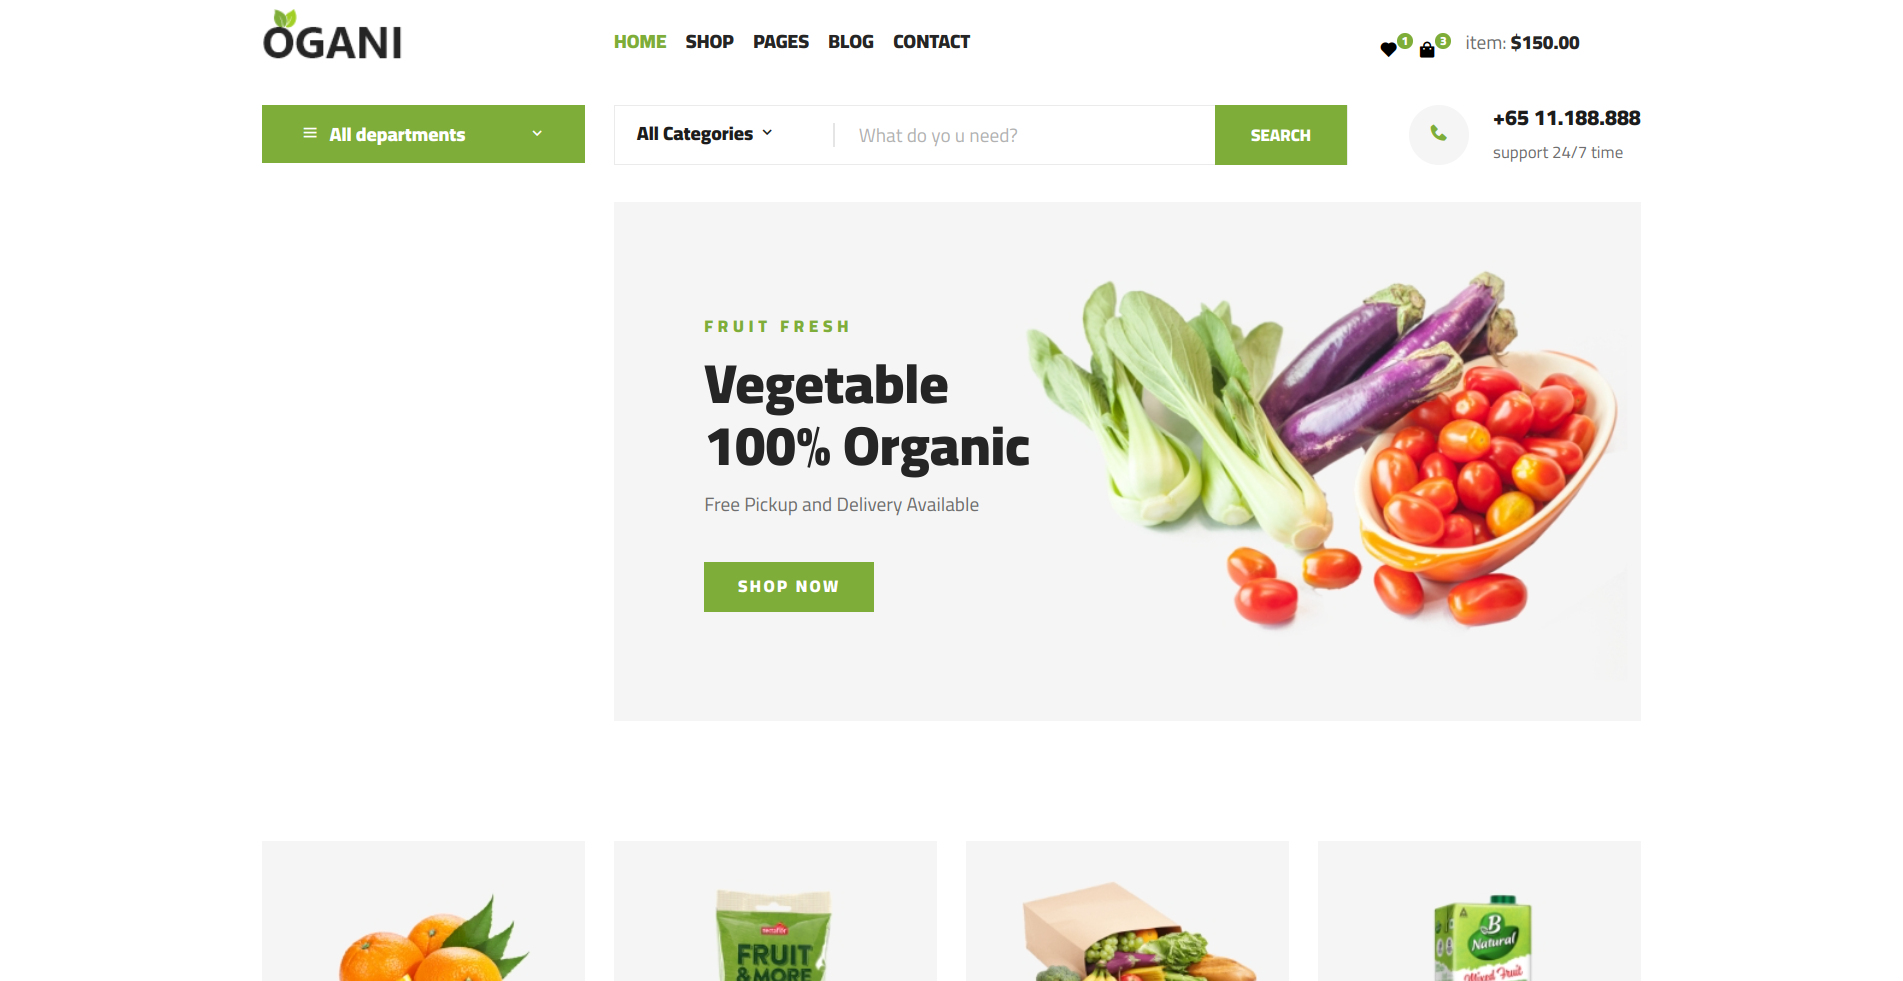 OGANI
HOME SHOP PAGES BLOG CONTACT
1 3 item: $150.00
All departments
All Categories What do yo u need? SEARCH
+65 11.188.888
support 24/7 time
FRUIT FRESH
Vegetable
100% Organic
Free Pickup and Delivery Available
SHOP NOW
FRUIT
& MORE
B
Natural
Mixed Fruit